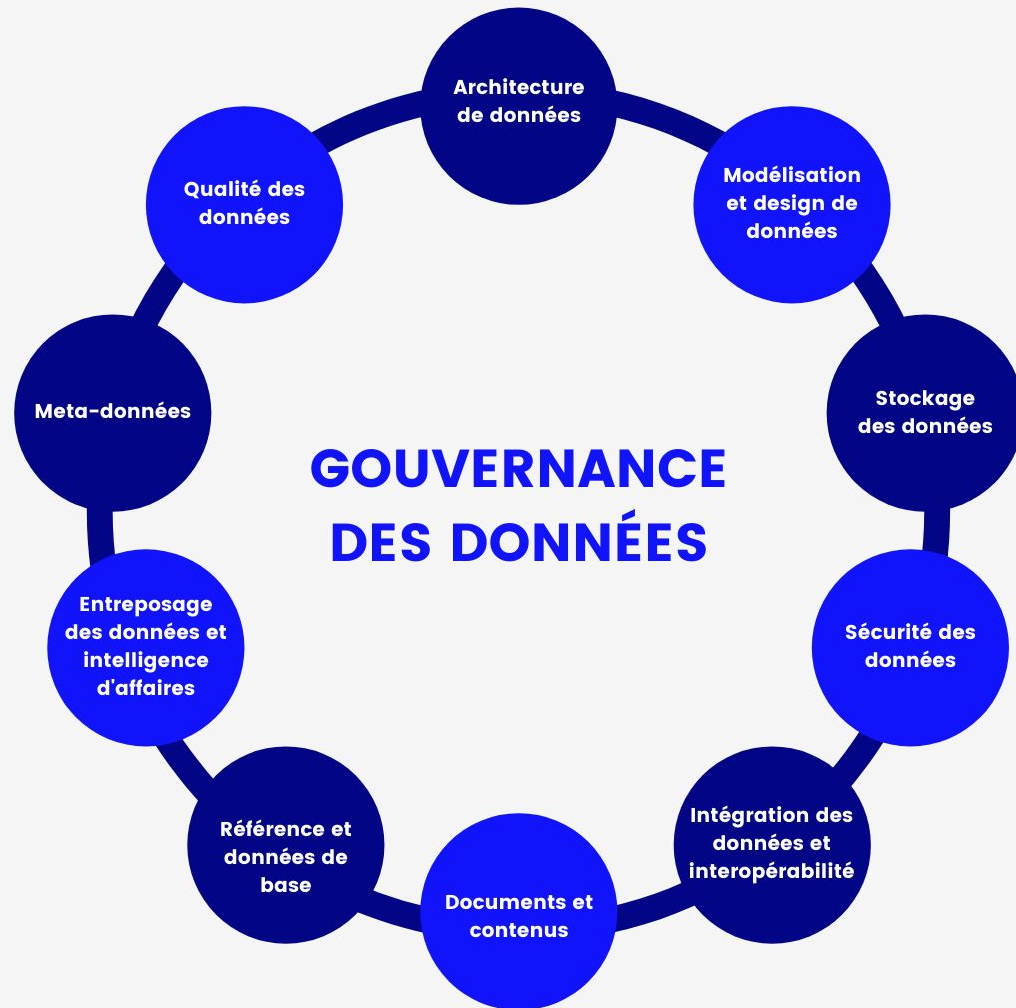 Architecture
de données
Modélisation
et design de
données
Stockage
des données
Sécurité des
données
Intégration des
données et
interopérabilité
Documents et
contenus
Référence et
données de
base
Entreposage
des données et
intelligence
d'affaires
Meta-données
Qualité des
données
GOUVERNANCE
DES DONNÉES